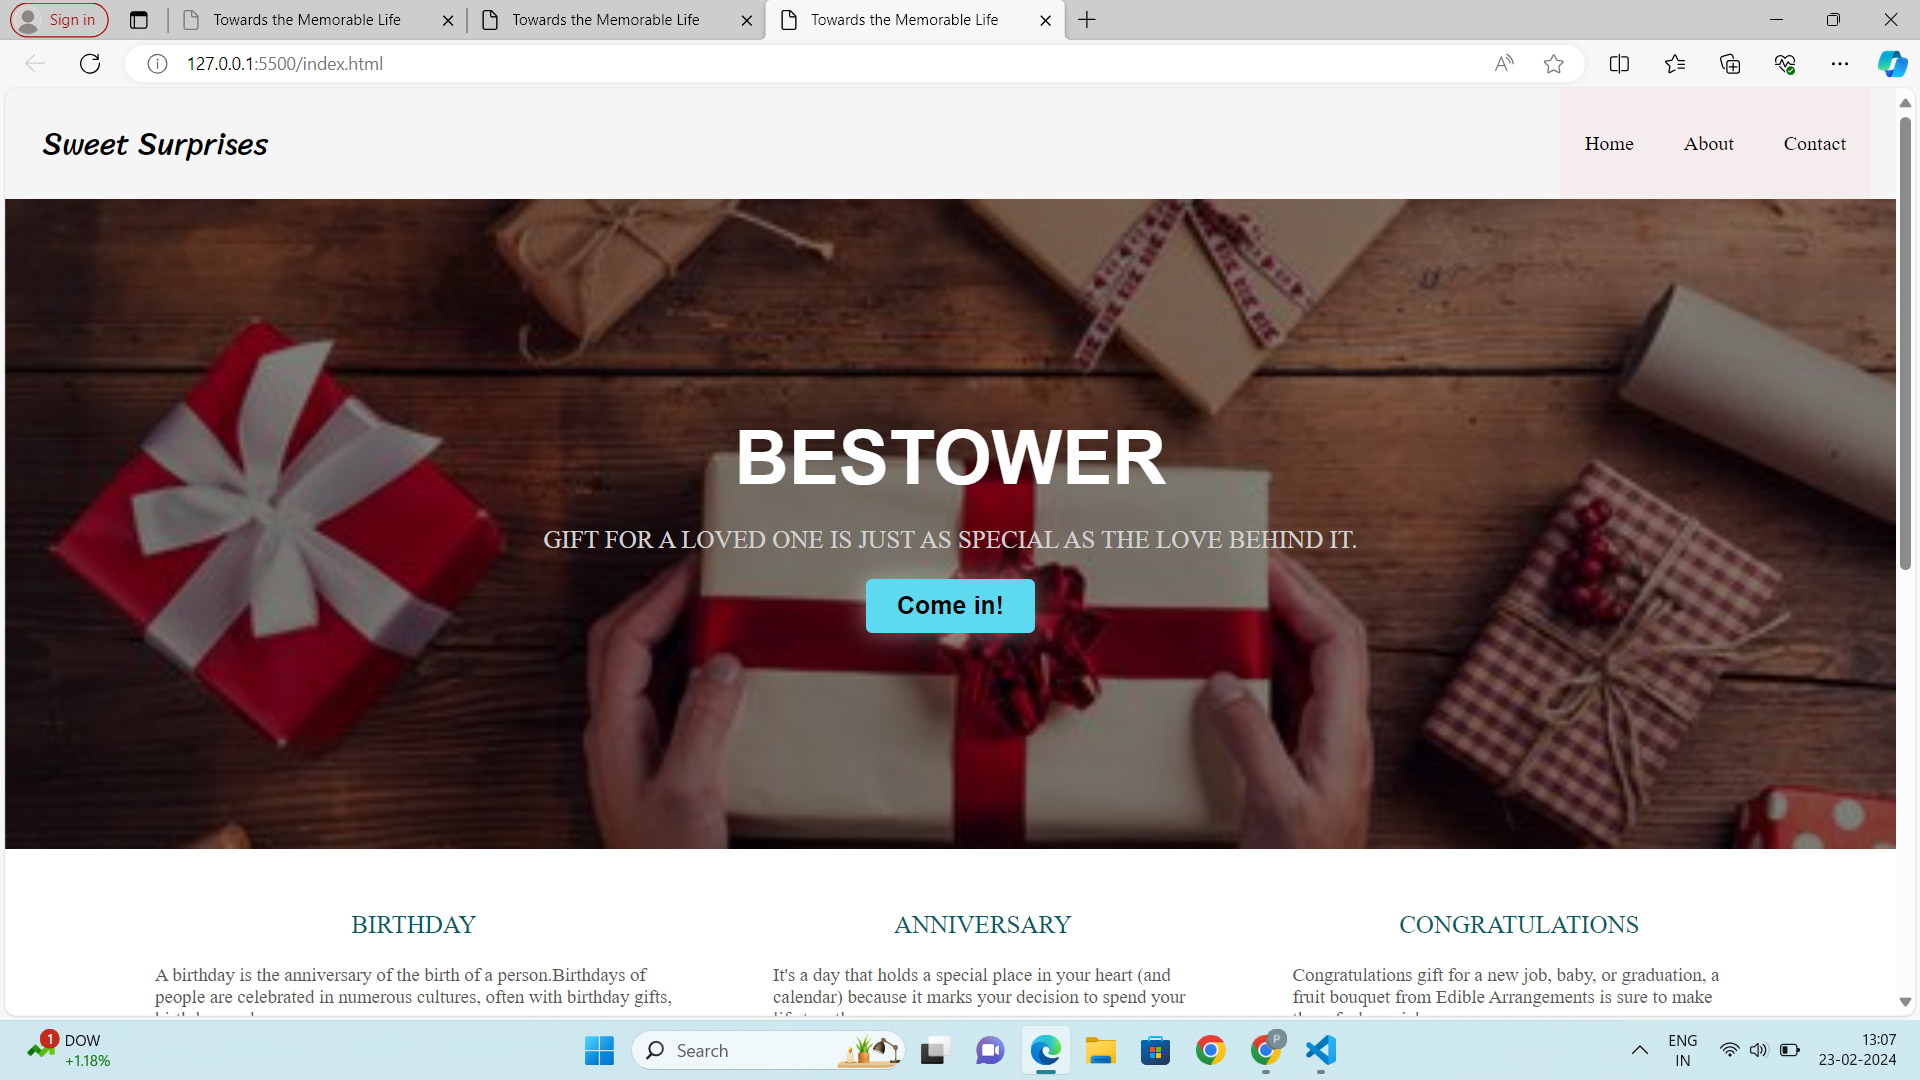 Sign in
Towards the Memorable Life
Towards the Memorable Life
Towards the Memorable Life
127.0.0.1:5500/index.html
Sweet Surprises
Home
About
Contact
BESTOWER
GIFT FOR A LOVED ONE IS JUST AS SPECIAL AS THE LOVE BEHIND IT.
Come in!
BIRTHDAY
A birthday is the anniversary of the birth of a person.Birthdays of
people are celebrated in numerous cultures, often with birthday gifts,
ANNIVERSARY
It's a day that holds a special place in your heart (and
calendar) because it marks your decision to spend your
CONGRATULATIONS
Congratulations gift for a new job, baby, or graduation, a
fruit bouquet from Edible Arrangements is sure to make
1
DOW
+1.18%
Search
P
ENG
IN
13:07
23-02-2024